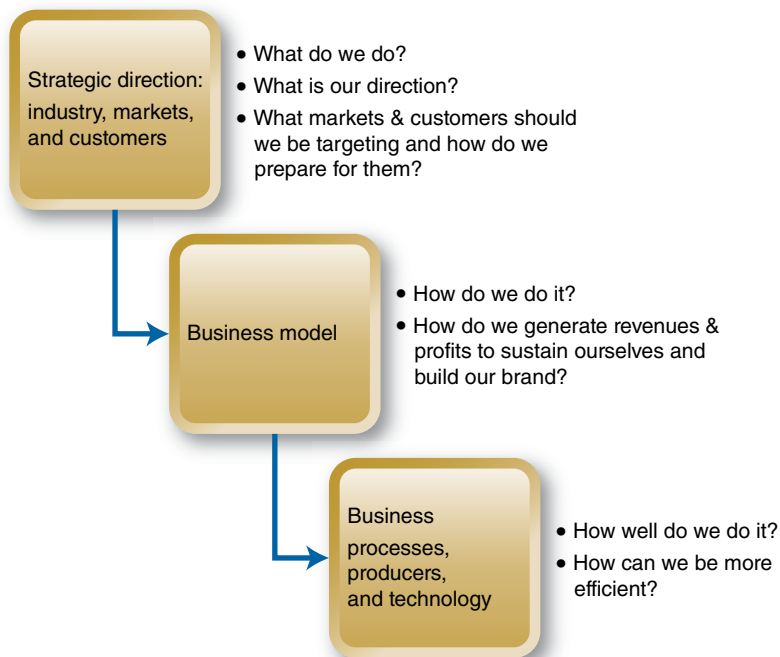 Strategic direction:
industry, markets,
and customers
• What do we do?
• What is our direction?
• What markets & customers should
we be targeting and how do we
prepare for them?
Business model
• How do we do it?
• How do we generate revenues &
profits to sustain ourselves and
build our brand?
Business
processes,
producers,
and technology
• How well do we do it?
• How can we be more
efficient?